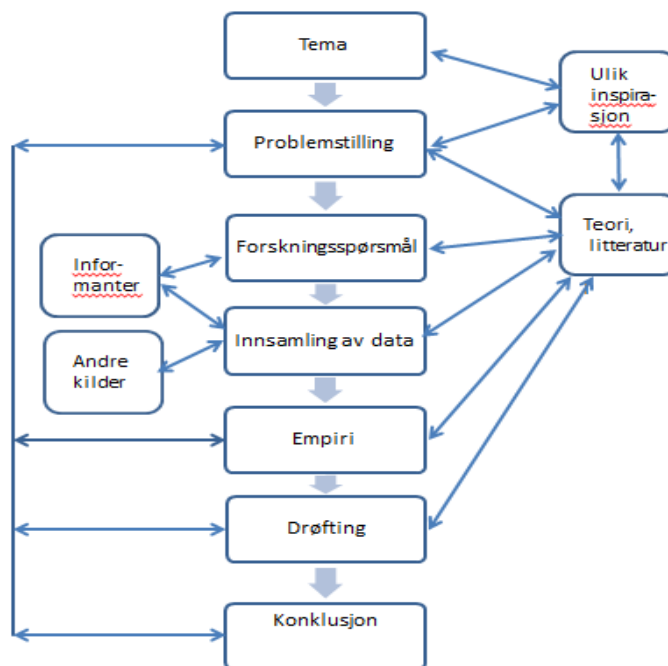 Tema
Ulik
inspira-
sjon
Problemstilling
Teori,
litteratur
Forskningsspørsmål
Infor-
manter
Innsamling av data
Andre
kilder
Empiri
Drøfting
Konklusjon